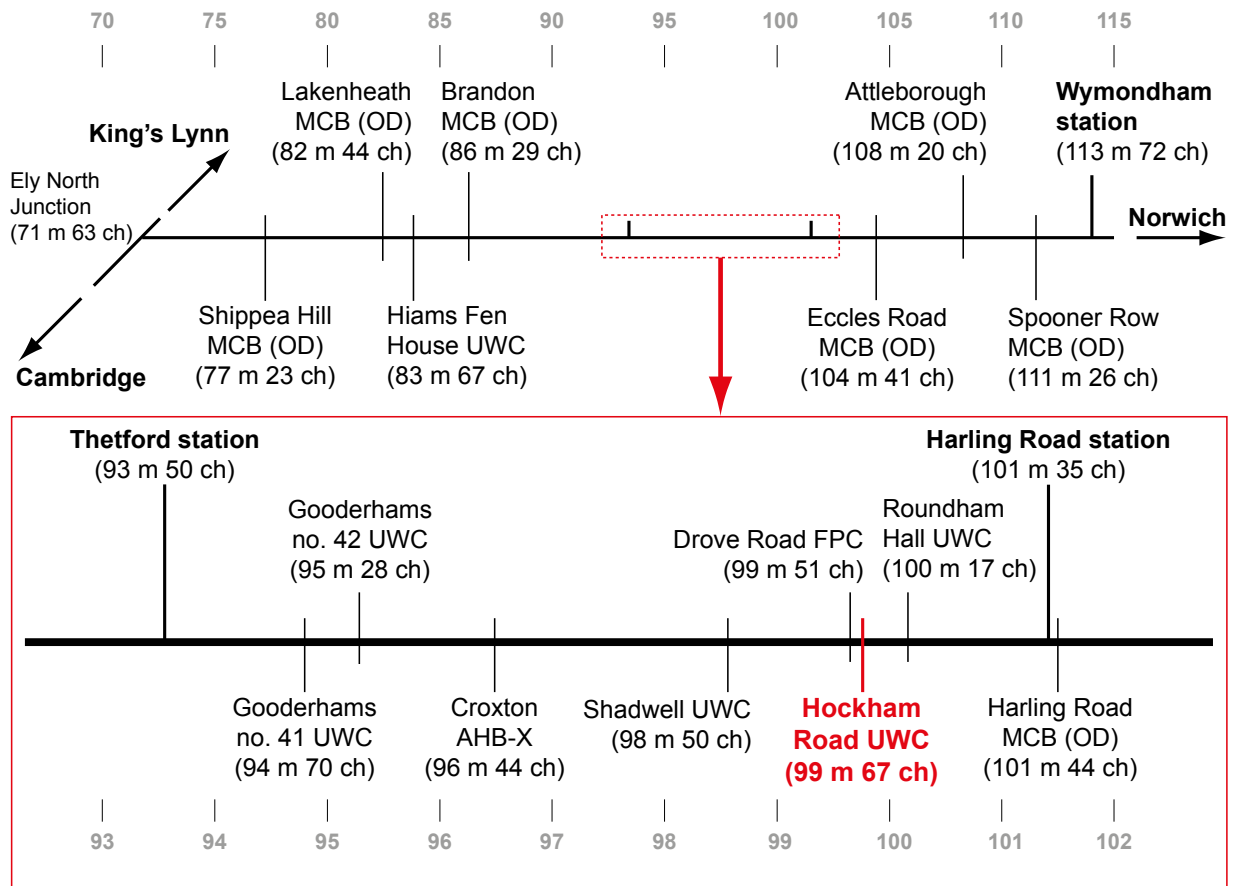 70 75 80 85 90 95 100 105 110 115
Lakenheath
MCB (OD)
(82 m 44 ch)
Brandon
MCB (OD)
(86 m 29 ch)
Attleborough
MCB (OD)
(108 m 20 ch)
Wymondham
station
(113 m 72 ch)
King's Lynn
Ely North
Junction
(71 m 63 ch)
Norwich
Cambridge
Shippea Hill
MCB (OD)
(77 m 23 ch)
Hiams Fen
House UWC
(83 m 67 ch)
Eccles Road
MCB (OD)
(104 m 41 ch)
Spooner Row
MCB (OD)
(111 m 26 ch)
Thetford station
(93 m 50 ch)
Harling Road station
(101 m 35 ch)
Gooderhams
no. 42 UWC
(95 m 28 ch)
Drove Road FPC
(99 m 51 ch)
Roundham
Hall UWC
(100 m 17 ch)
Gooderhams
no. 41 UWC
(94 m 70 ch)
Croxton
AHB-X
(96 m 44 ch)
Shadwell UWC
(98 m 50 ch)
Hockham
Road UWC
(99 m 67 ch)
Harling Road
MCB (OD)
(101 m 44 ch)
93 94 95 96 97 98 99 100 101 102